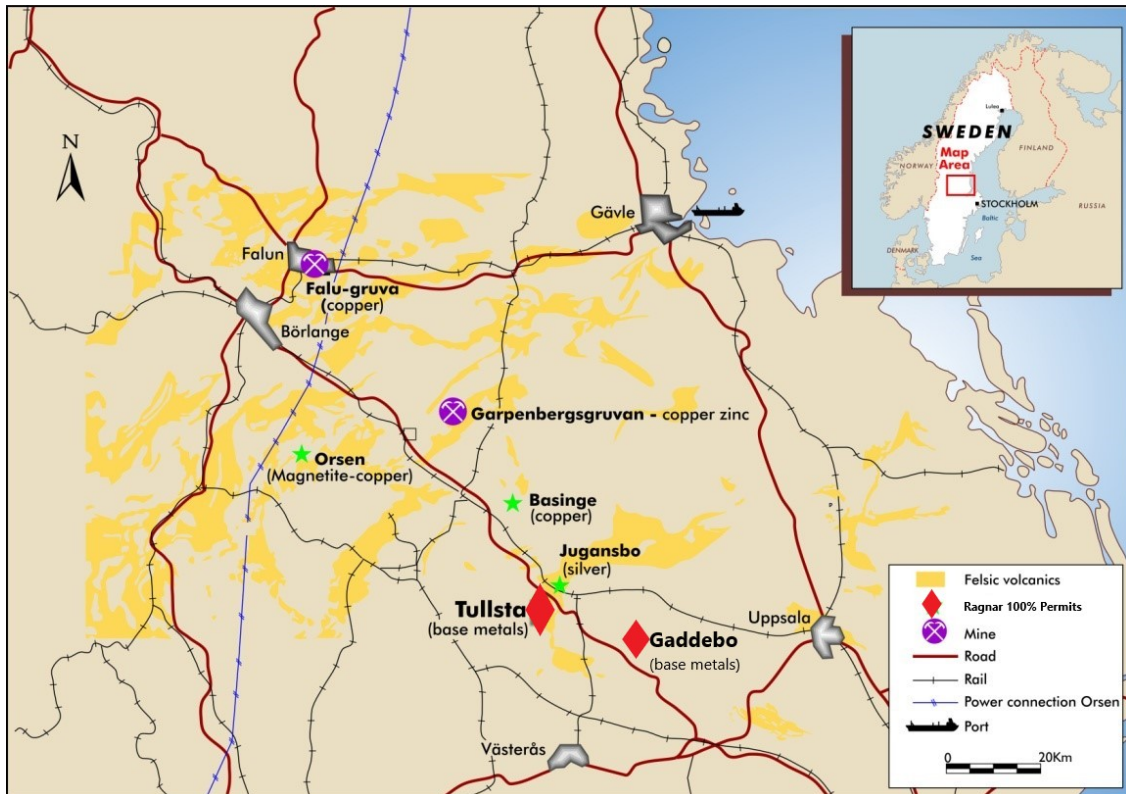 N
Gävle
Falun
Falu-gruva
(copper)
Börlange
Garpenbergsgruvan - copper zinc
Orsen
(Magnetite-copper)
Basinge
(copper)
Jugansbo
(silver)
Tullsta
(base metals)
Gaddebo
(base metals)
Uppsala
Västerås
Lulea
SWEDEN
Map
Area
NORWAY
FINLAND
STOCKHOLM
RUSSIA
Baltic
DENMARK
Sea
Felsic volcanics
Ragnar 100% Permits
Mine
Road
Rail
Power connection Orsen
Port
0 20Km